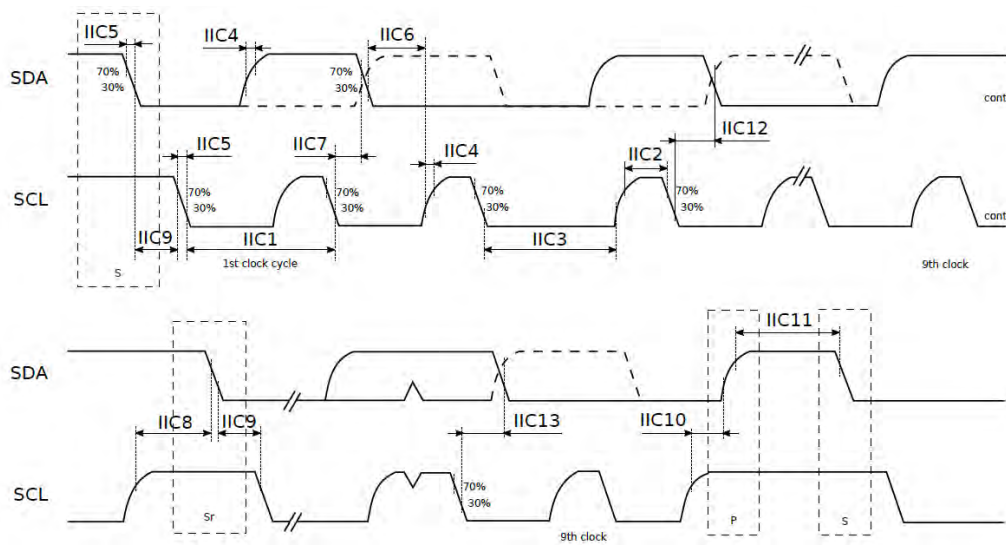 IIC5 IIC4 IIC6
SDA 70% 70%
30% 30%
cont
IIC5 IIC7 IIC4 IIC2 IIC12
SCL 70% 70% 70% 70%
30% 30% 30% 30%
IIC9 IIC1 IIC3 cont
S 1st clock cycle 9th clock
IIC11
SDA
IIC8 IIC9 IIC13 IIC10
SCL 70%
30%
Sr 9th clock P S